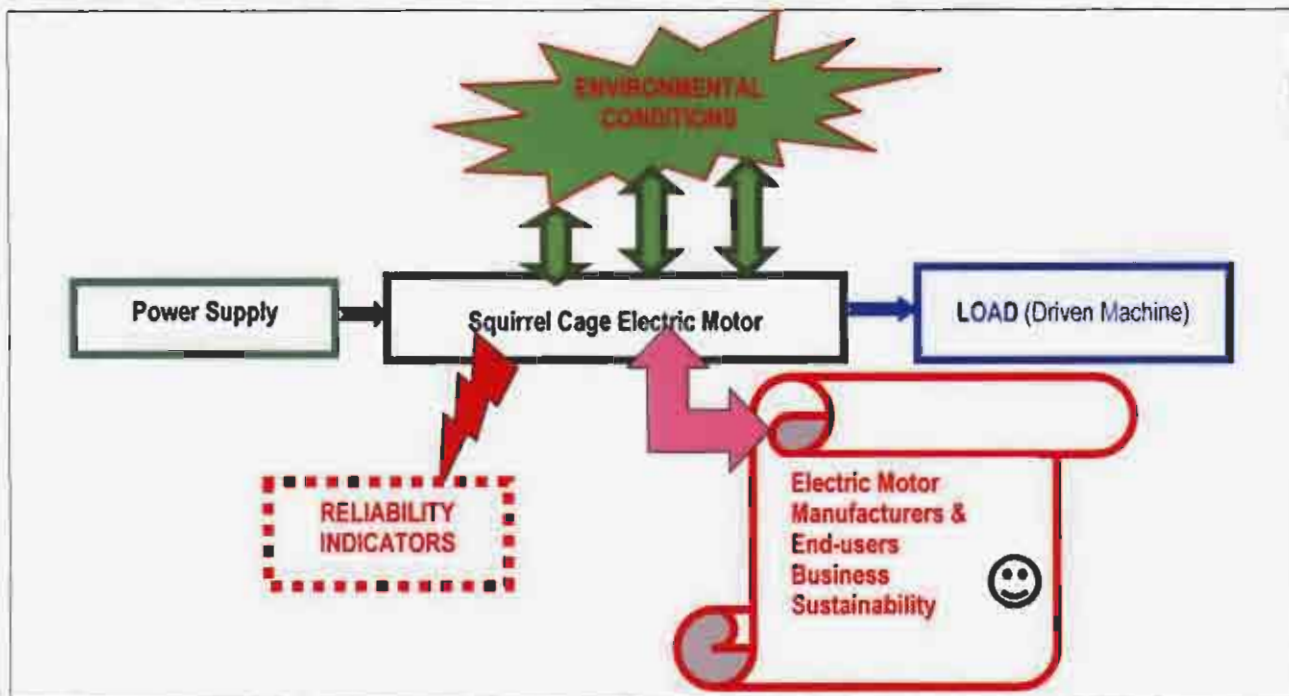 ENVIRONMENTAL
CONDITIONS
Power Supply
Squirrel Cage Electric Motor
LOAD (Driven Machine)
RELIABILITY
INDICATORS
Electric Motor
Manufacturers &
End-users
Business
Sustainability